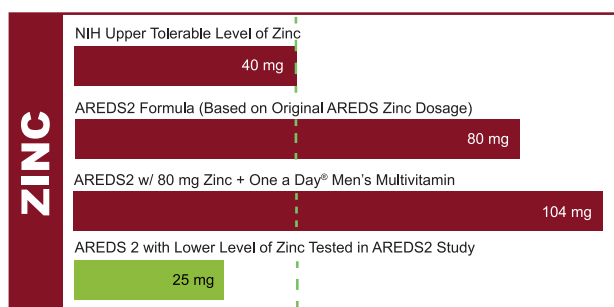 ZINC
NIH Upper Tolerable Level of Zinc
40 mg
AREDS2 Formula (Based on Original AREDS Zinc Dosage)
80 mg
AREDS2 w/ 80 mg Zinc + One a Day® Men's Multivitamin
104 mg
AREDS 2 with Lower Level of Zinc Tested in AREDS2 Study
25 mg